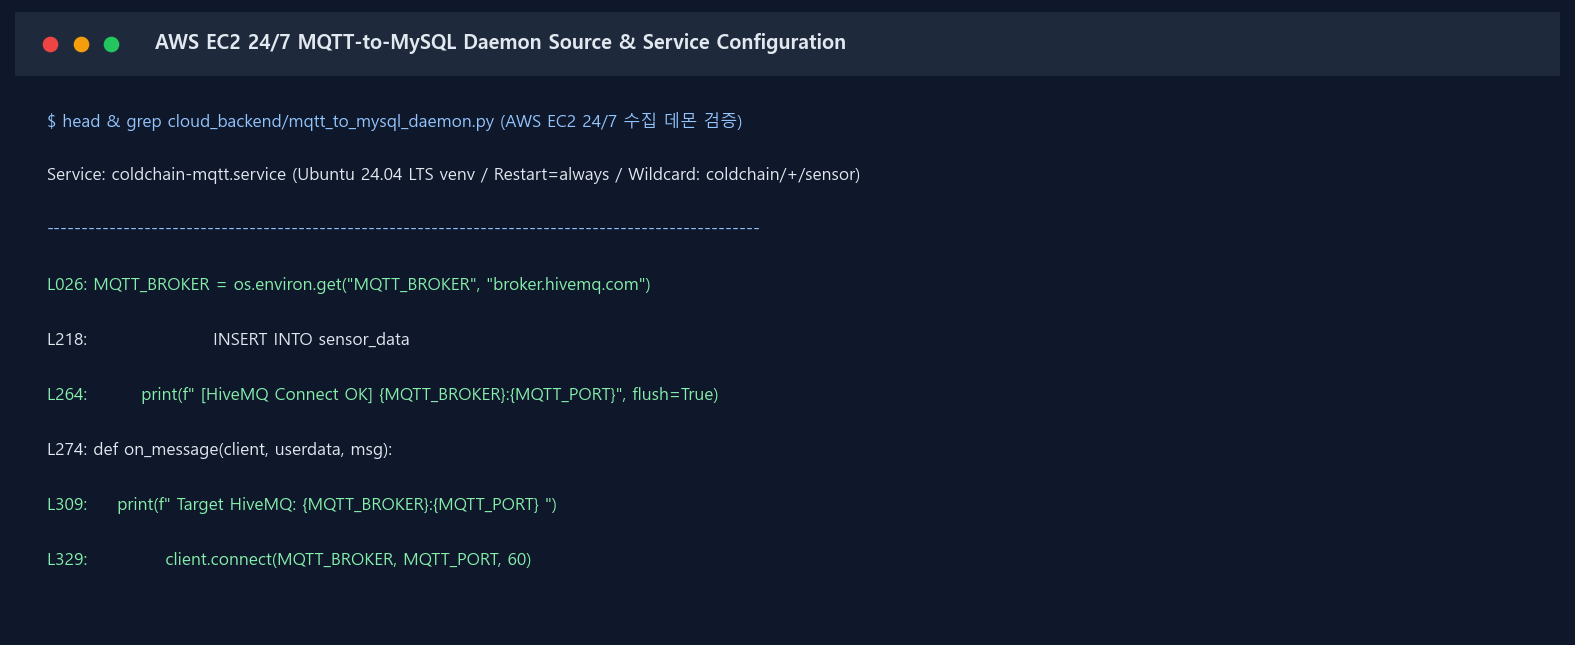 AWS EC2 24/7 MQTT-to-MySQL Daemon Source & Service Configuration
$ head & grep cloud_backend/mqtt_to_mysql_daemon.py (AWS EC2 24/7 수집 데몬 검증)
Service: coldchain-mqtt.service (Ubuntu 24.04 LTS venv / Restart=always / Wildcard: coldchain/+/sensor)
----------------------------------------------------------------------------------------------------
L026: MQTT_BROKER = os.environ.get("MQTT_BROKER", "broker.hivemq.com")
L218:                     INSERT INTO sensor_data
L264:         print(f" [HiveMQ Connect OK] {MQTT_BROKER}:{MQTT_PORT}", flush=True)
L274: def on_message(client, userdata, msg):
L309:     print(f" Target HiveMQ: {MQTT_BROKER}:{MQTT_PORT} ")
L329:             client.connect(MQTT_BROKER, MQTT_PORT, 60)